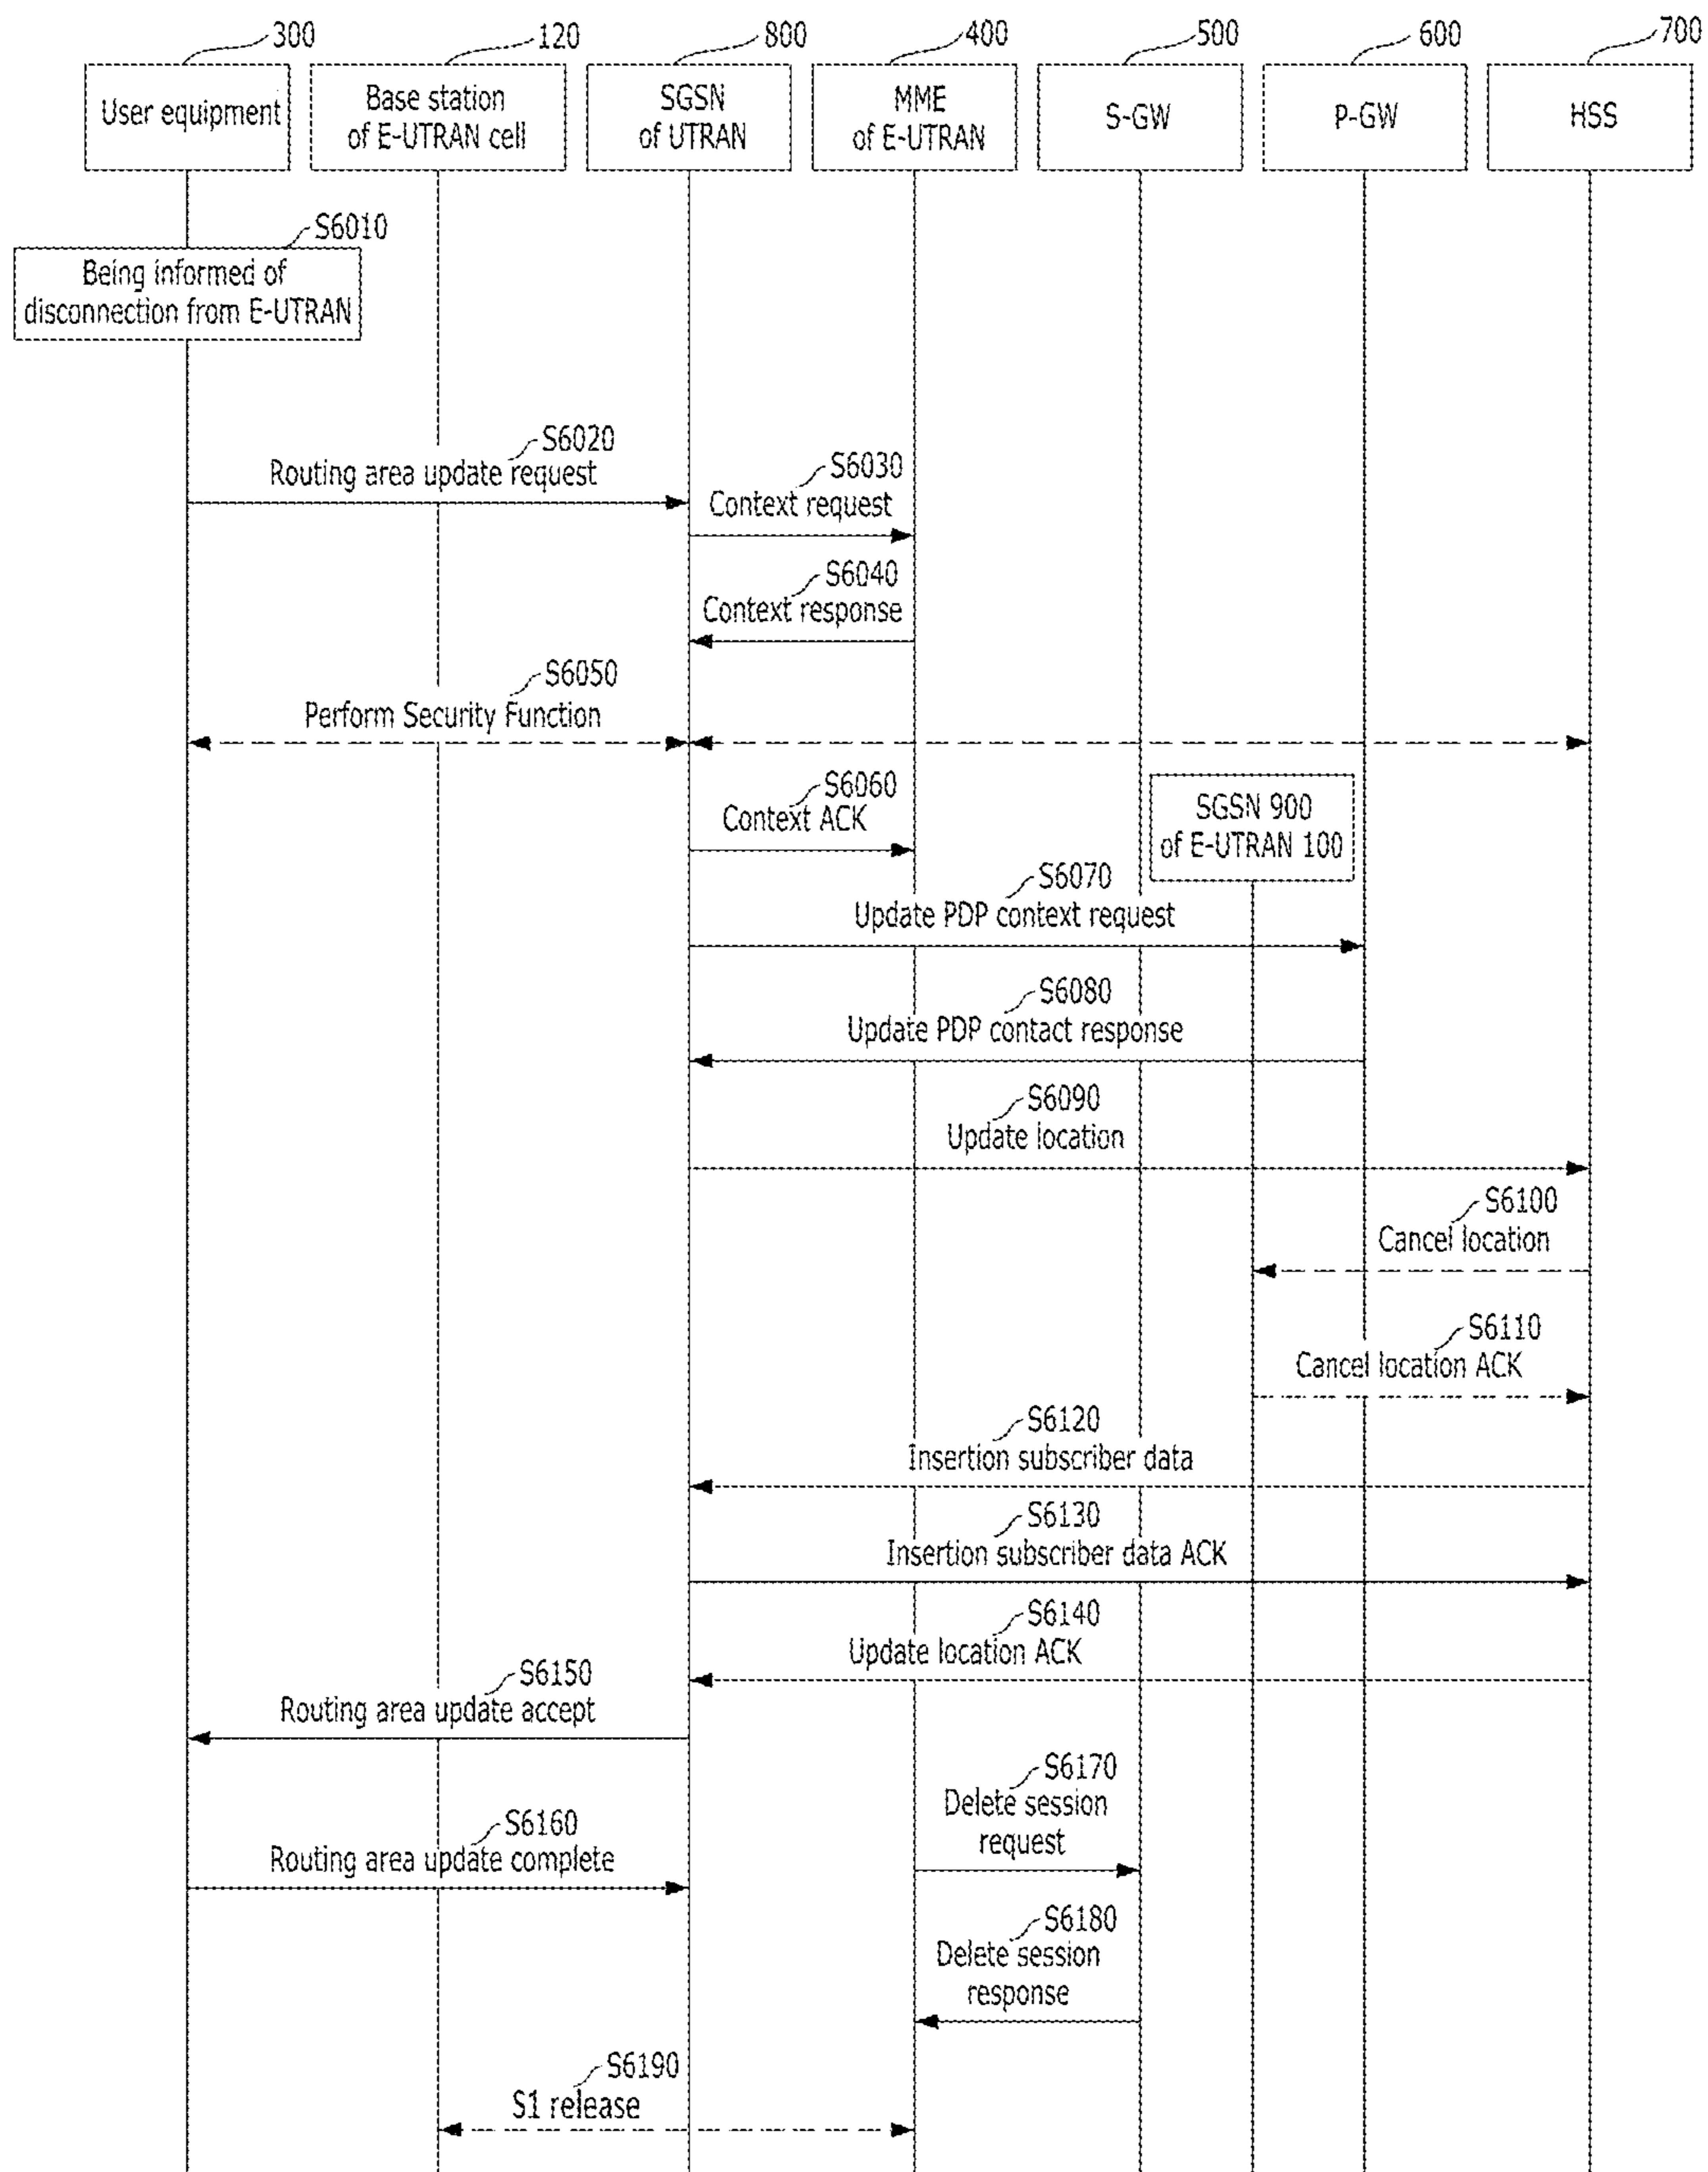 300
120
800
400
500
600
700
User equipment
Base station
of E-UTRAN cell
SGSN
of UTRAN
MME
of E-UTRAN
S-GW
P-GW
HSS
S6010
Being informed of
disconnection from E-UTRAN
S6020
Routing area update request
S6030
Context request
S6040
Context response
S6050
Perform Security Function
S6060
Context ACK
SGSN 900
of E-UTRAN 100
S6070
Update PDP context request
S6080
Update PDP contact response
S6090
Update location
S6100
Cancel location
S6110
Cancel location ACK
S6120
Insertion subscriber data
S6130
Insertion subscriber data ACK
S6140
Update location ACK
S6150
Routing area update accept
S6170
Delete session
request
S6160
Routing area update complete
S6180
Delete session
response
S6190
S1 release